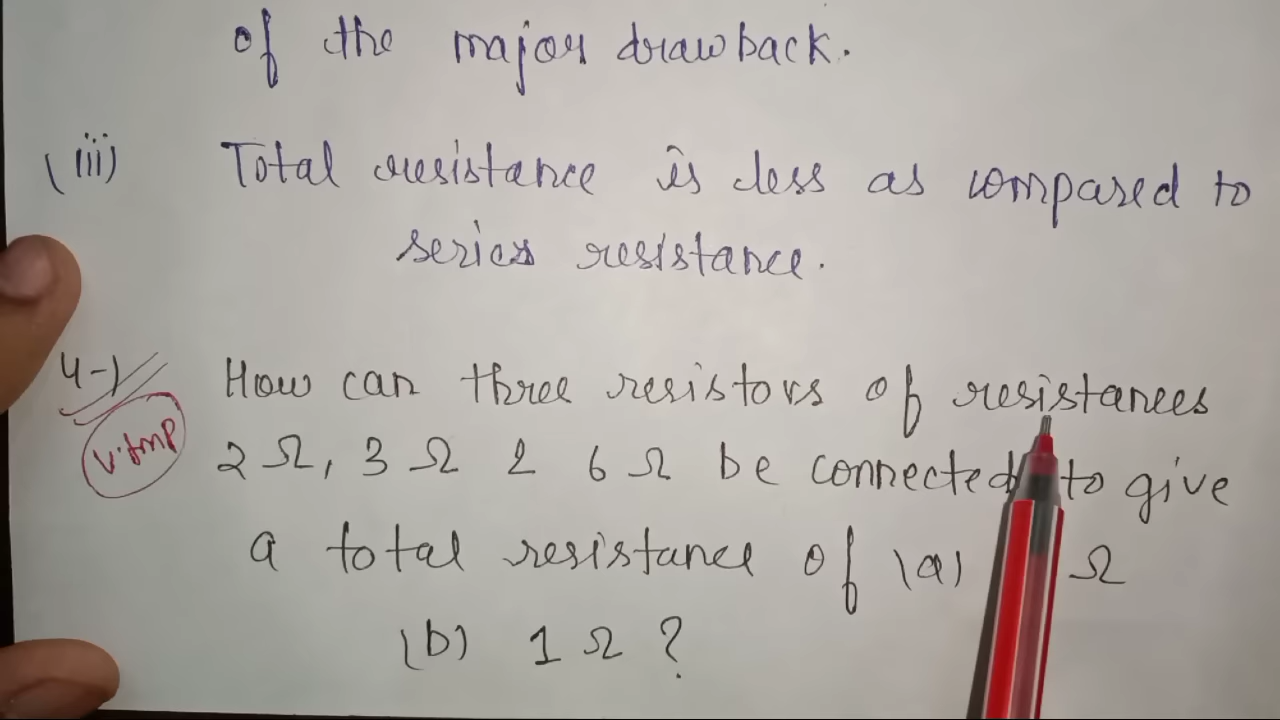 of the major drawback.
(iii) Total resistance is less as compared to
series resistance.
4-) How can three resistors of resistances
V.Imp 2 Ω, 3 Ω & 6 Ω be connected to give
a total resistance of (a) Ω
(b) 1 Ω ?